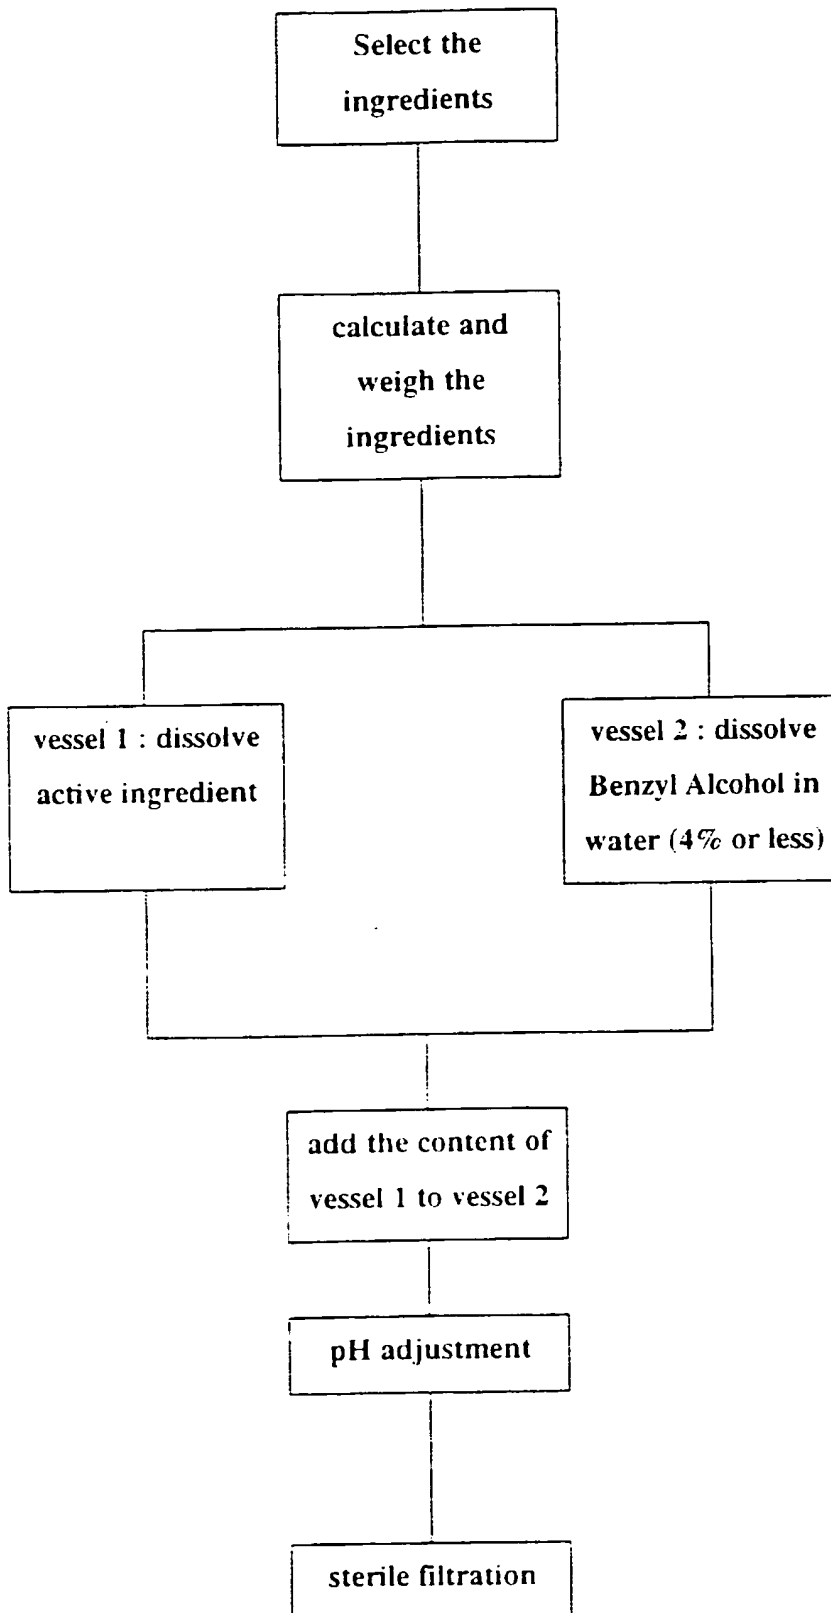 Select the
ingredients
calculate and
weigh the
ingredients
vessel 1 : dissolve
active ingredient
vessel 2 : dissolve
Benzyl Alcohol in
water (4% or less)
add the content of
vessel 1 to vessel 2
pH adjustment
sterile filtration